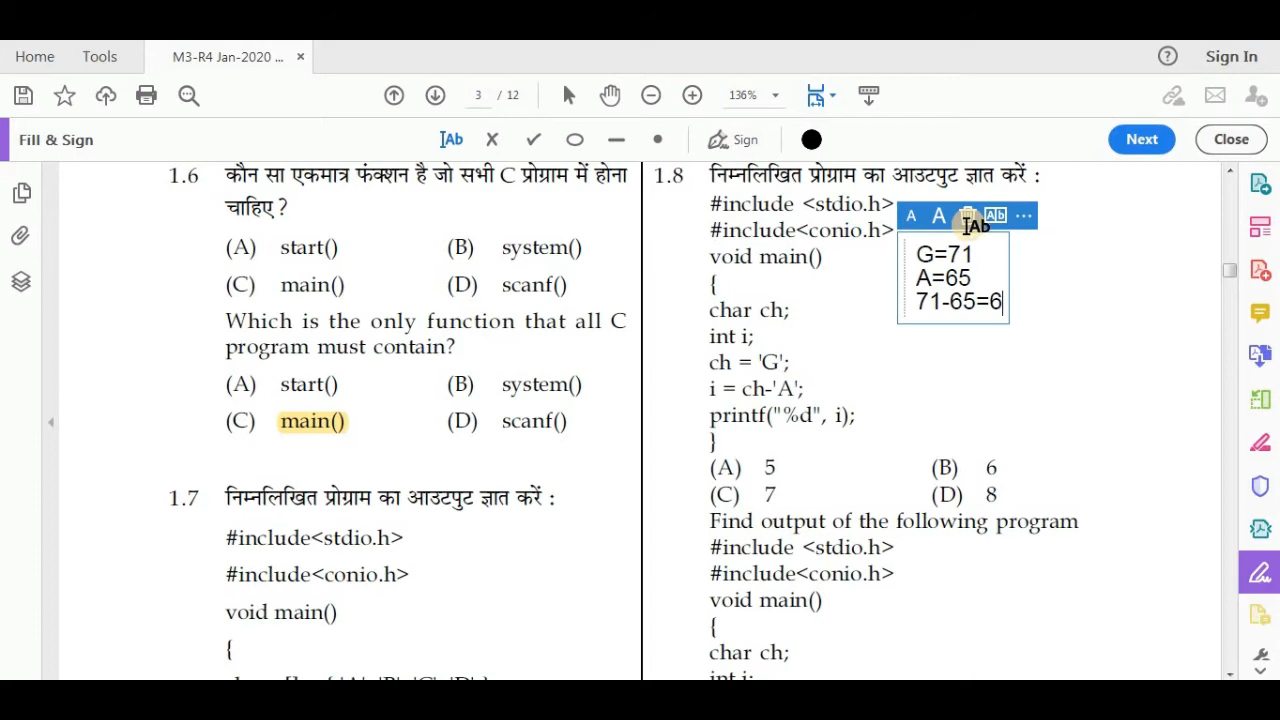 Home Tools M3-R4 Jan-2020 ... × Sign In
3 / 12 136%
Fill & Sign Ab Sign Next Close
1.6 कौन सा एकमात्र फंक्शन है जो सभी C प्रोग्राम में होना
चाहिए ?
(A) start() (B) system()
(C) main() (D) scanf()
Which is the only function that all C
program must contain?
(A) start() (B) system()
(C) main() (D) scanf()
1.7 निम्नलिखित प्रोग्राम का आउटपुट ज्ञात करें :
#include<stdio.h>
#include<conio.h>
void main()
{
1.8 निम्नलिखित प्रोग्राम का आउटपुट ज्ञात करें :
#include <stdio.h>
A A Ab
Ab
#include<conio.h>
void main()
G=71
A=65
71-65=6
{
char ch;
int i;
ch = 'G';
i = ch-'A';
printf("%d", i);
}
(A) 5 (B) 6
(C) 7 (D) 8
Find output of the following program
#include <stdio.h>
#include<conio.h>
void main()
{
char ch;
int i;